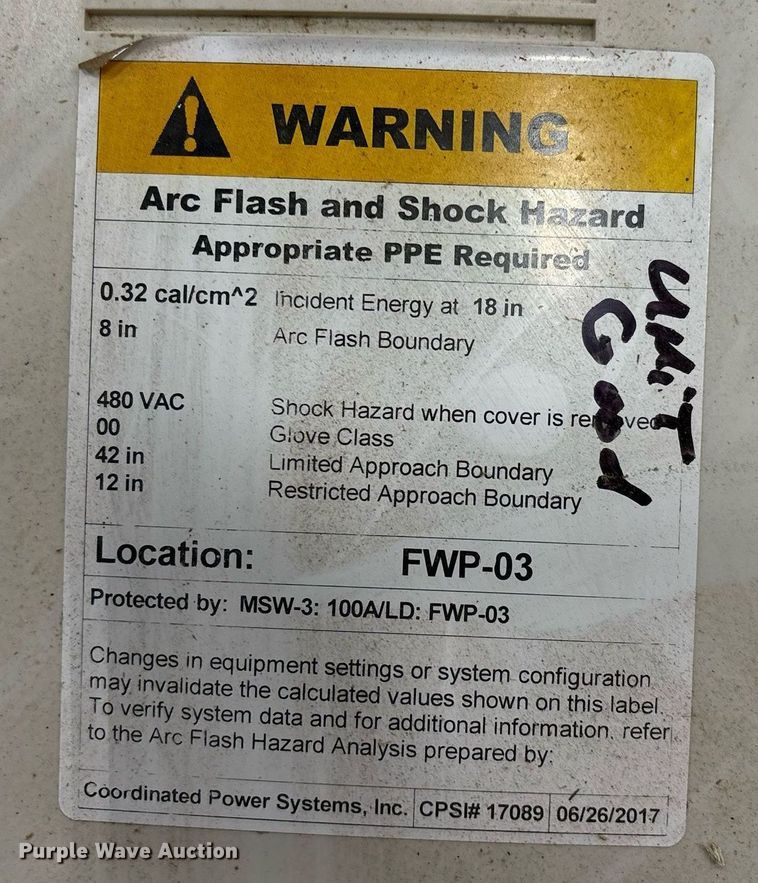 WARNING
Arc Flash and Shock Hazard
Appropriate PPE Required
0.32 cal/cm^2 Incident Energy at 18 in
8 in Arc Flash Boundary
480 VAC Shock Hazard when cover is removed
00 Glove Class
42 in Limited Approach Boundary
12 in Restricted Approach Boundary
UNiT
Good
Location: FWP-03
Protected by: MSW-3: 100A/LD: FWP-03
Changes in equipment settings or system configuration
may invalidate the calculated values shown on this label.
To verify system data and for additional information, refer
to the Arc Flash Hazard Analysis prepared by:
Coordinated Power Systems, Inc. CPSI# 17089 06/26/2017
Purple Wave Auction